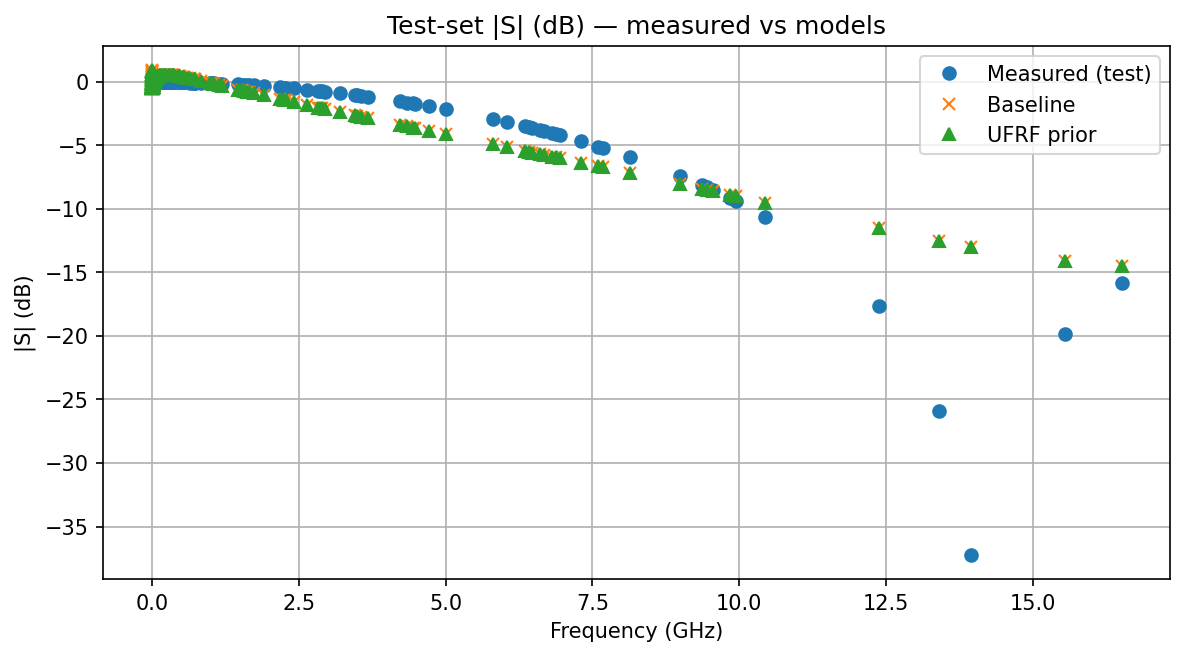 Test-set |S| (dB) — measured vs models
Measured (test)
Baseline
UFRF prior
0
−5
−10
−15
−20
−25
−30
−35
|S| (dB)
0.0 2.5 5.0 7.5 10.0 12.5 15.0
Frequency (GHz)